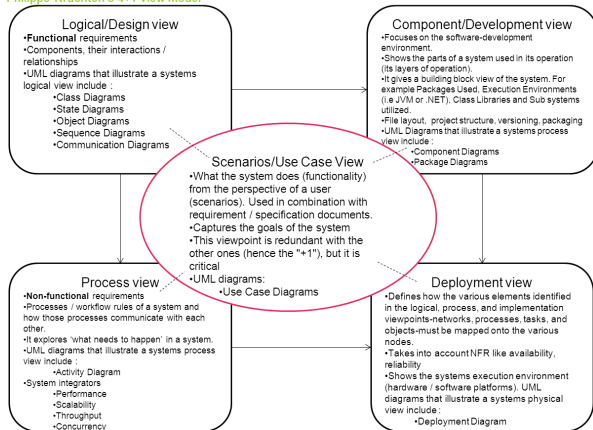 Logical/Design view
•Functional requirements
•Components, their interactions /
relationships
•UML diagrams that illustrate a systems
logical view include :
•Class Diagrams
•State Diagrams
•Object Diagrams
•Sequence Diagrams
•Communication Diagrams
Component/Development view
•Focuses on the software-development
environment.
•Shows the parts of a system used in its operation
(its layers of operation).
•It gives a building block view of the system. For
example Packages Used, Execution Environments
(i.e JVM or .NET), Class Libraries and Sub systems
utilized.
•File layout, project structure, versioning, packaging
•UML Diagrams that illustrate a systems process
view include :
•Component Diagrams
•Package Diagrams
Scenarios/Use Case View
•What the system does (functionality)
from the perspective of a user
(scenarios). Used in combination with
requirement / specification documents.
•Captures the goals of the system
•This viewpoint is redundant with the
other ones (hence the "+1"), but it is
critical
•UML diagrams:
•Use Case Diagrams
Process view
•Non-functional requirements
•Processes / workflow rules of a system and
how those processes communicate with each
other.
•It explores 'what needs to happen' in a system.
•UML diagrams that illustrate a systems process
view include :
•Activity Diagram
•System integrators
•Performance
•Scalability
•Throughput
•Concurrency
Deployment view
•Defines how the various elements identified
in the logical, process, and implementation
viewpoints-networks, processes, tasks, and
objects-must be mapped onto the various
nodes.
•Takes into account NFR like availability,
reliability
•Shows the systems execution environment
(hardware / software platforms). UML
diagrams that illustrate a systems physical
view include :
•Deployment Diagram